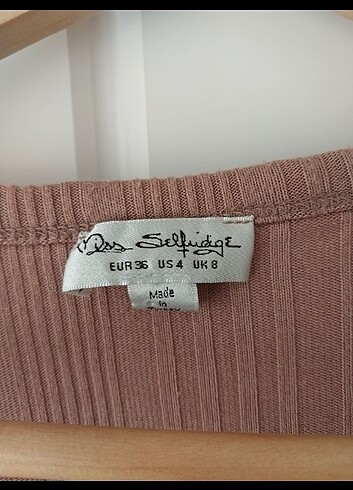 Miss Selfridge
EUR 36 US 4 UK 8
Made
in